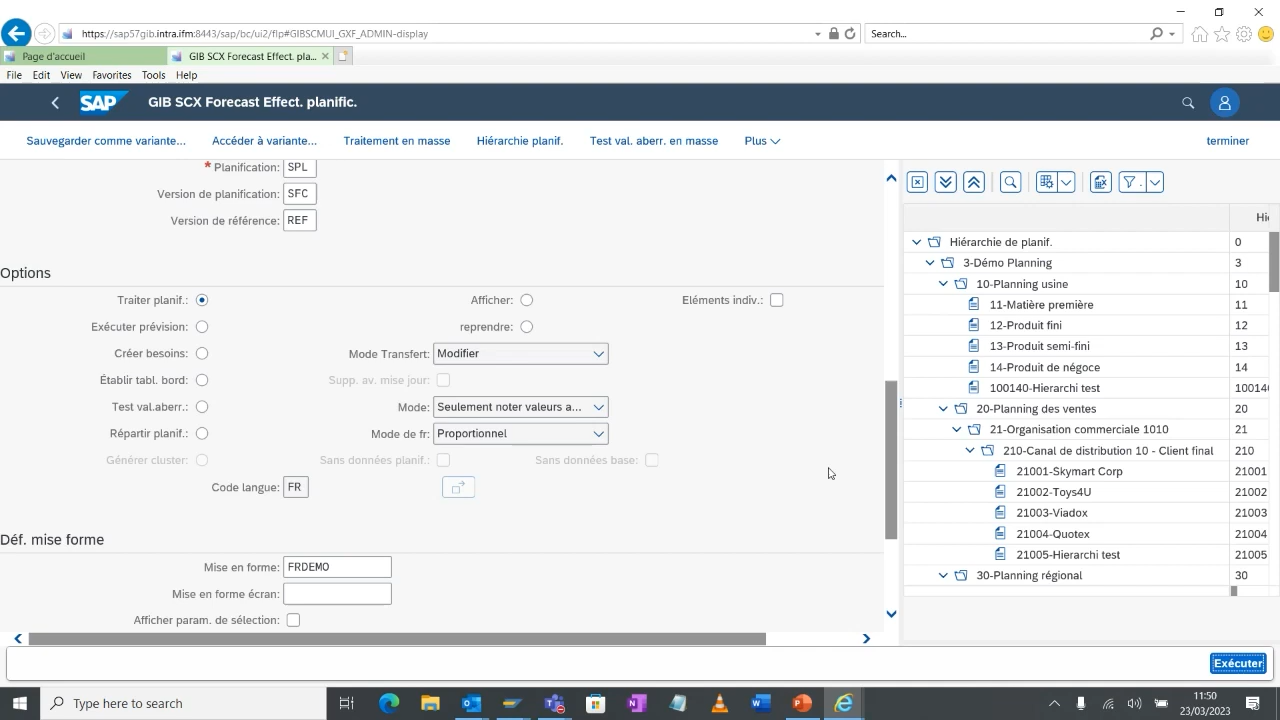 https://sap57gib.intra.ifm:8443/sap/bc/ui2/flp#GIBSCMUI_GXF_ADMIN-display
Search...
Page d'accueil
GIB SCX Forecast Effect. pla...
File Edit View Favorites Tools Help
SAP GIB SCX Forecast Effect. planific.
Sauvegarder comme variante... Accéder à variante... Traitement en masse Hiérarchie planif. Test val. aberr. en masse Plus terminer
* Planification: SPL
Version de planification: SFC
Version de référence: REF
Options
Traiter planif.: Afficher: Eléments indiv.:
Exécuter prévision: reprendre:
Créer besoins: Mode Transfert: Modifier
Établir tabl. bord: Supp. av. mise jour:
Test val.aberr.: Mode: Seulement noter valeurs a...
Répartir planif.: Mode de fr: Proportionnel
Générer cluster: Sans données planif.: Sans données base:
Code langue: FR
Déf. mise forme
Mise en forme: FRDEMO
Mise en forme écran:
Afficher param. de sélection:
Hiérarchie de planif. 0
3-Démo Planning 3
10-Planning usine 10
11-Matière première 11
12-Produit fini 12
13-Produit semi-fini 13
14-Produit de négoce 14
100140-Hierarchi test
20-Planning des ventes 20
21-Organisation commerciale 1010 21
210-Canal de distribution 10 - Client final 210
21001-Skymart Corp 21001
21002-Toys4U 21002
21003-Viadox 21003
21004-Quotex 21004
21005-Hierarchi test 21005
30-Planning régional 30
Exécuter
Type here to search
11:50
23/03/2023